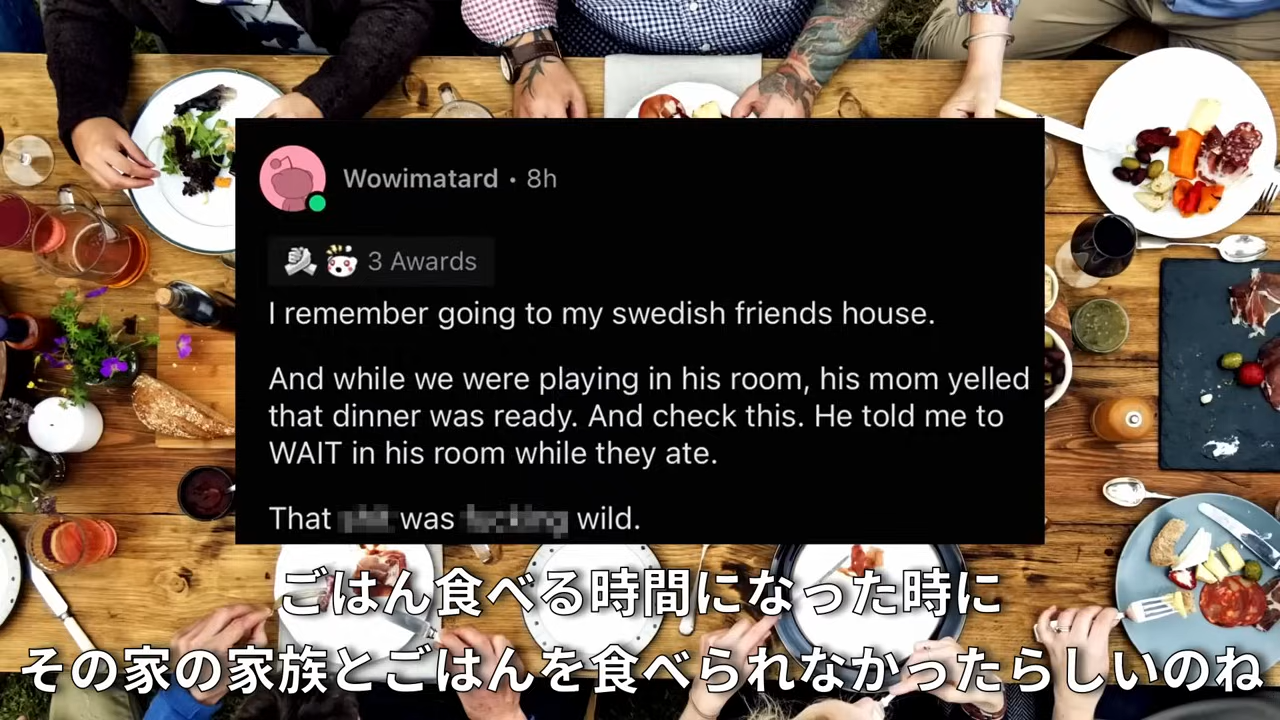 Wowimatard • 8h
3 Awards
I remember going to my swedish friends house.
And while we were playing in his room, his mom yelled
that dinner was ready. And check this. He told me to
WAIT in his room while they ate.
That was wild.
ごはん食べる時間になった時に
その家の家族とごはんを食べられなかったらしいのね